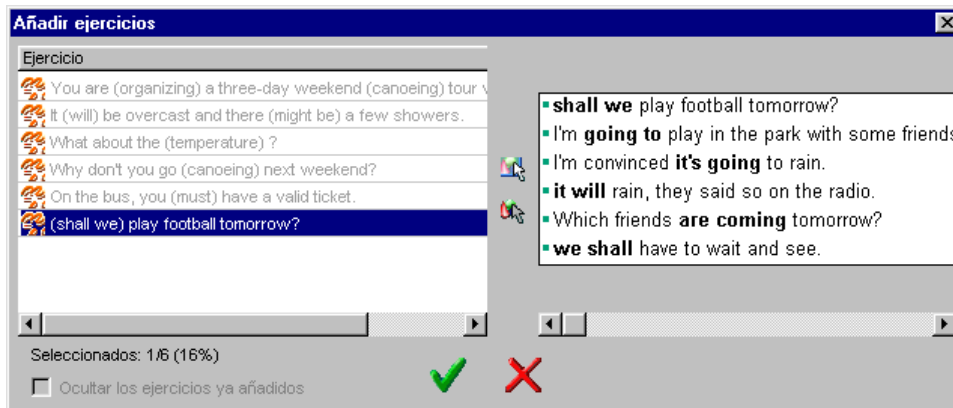 Añadir ejercicios
Ejercicio
You are (organizing) a three-day weekend (canoeing) tour
It (will) be overcast and there (might be) a few showers.
What about the (temperature) ?
Why don't you go (canoeing) next weekend?
On the bus, you (must) have a valid ticket.
(shall we) play football tomorrow?
Seleccionados: 1/6 (16%)
Ocultar los ejercicios ya añadidos
shall we play football tomorrow?
I'm going to play in the park with some friends
I'm convinced it's going to rain.
it will rain, they said so on the radio.
Which friends are coming tomorrow?
we shall have to wait and see.